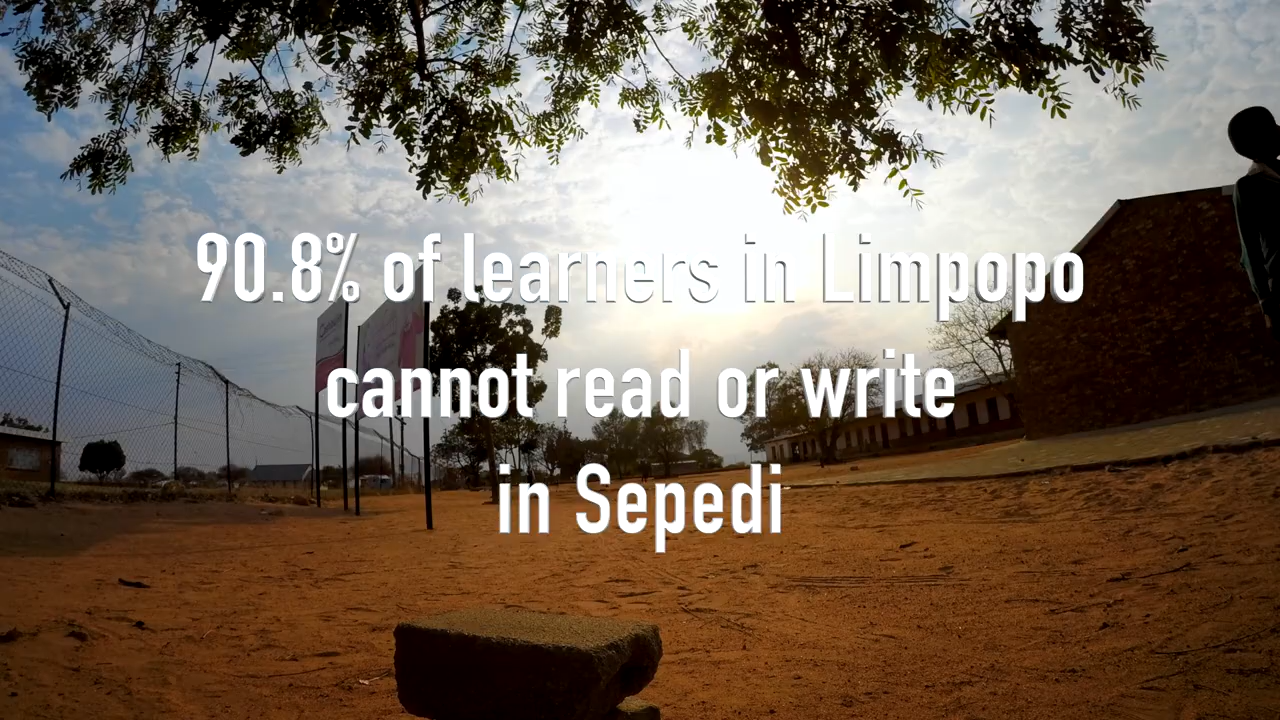 90.8% of learners in Limpopo
cannot read or write
in Sepedi